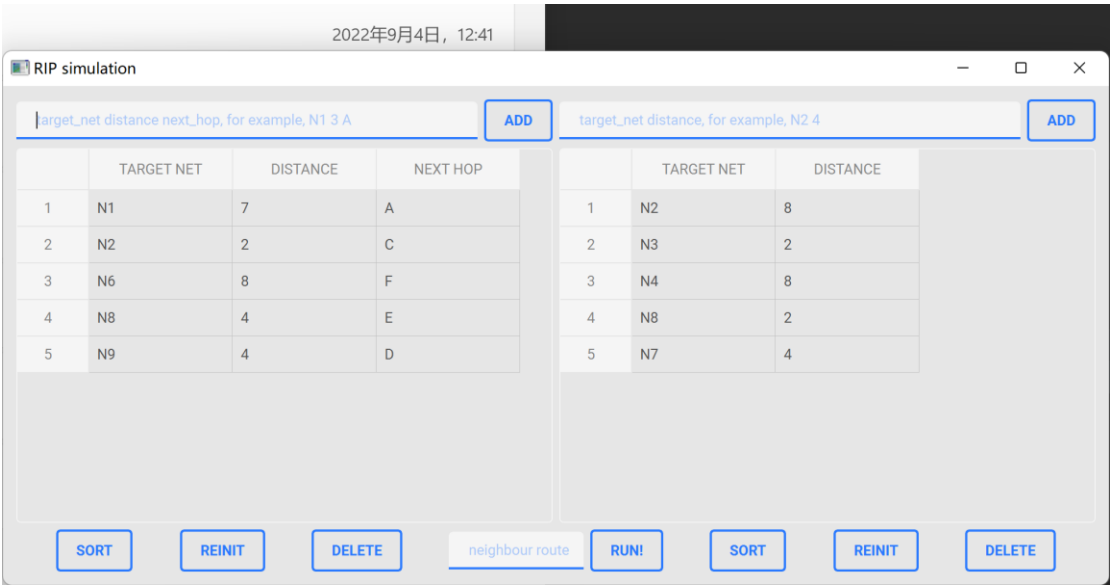 2022年9月4日，12:41
RIP simulation
target_net distance next_hop, for example, N1 3 A ADD target_net distance, for example, N2 4 ADD
TARGET NET DISTANCE NEXT HOP TARGET NET DISTANCE
1 N1 7 A 1 N2 8
2 N2 2 C 2 N3 2
3 N6 8 F 3 N4 8
4 N8 4 E 4 N8 2
5 N9 4 D 5 N7 4
SORT REINIT DELETE neighbour route RUN! SORT REINIT DELETE